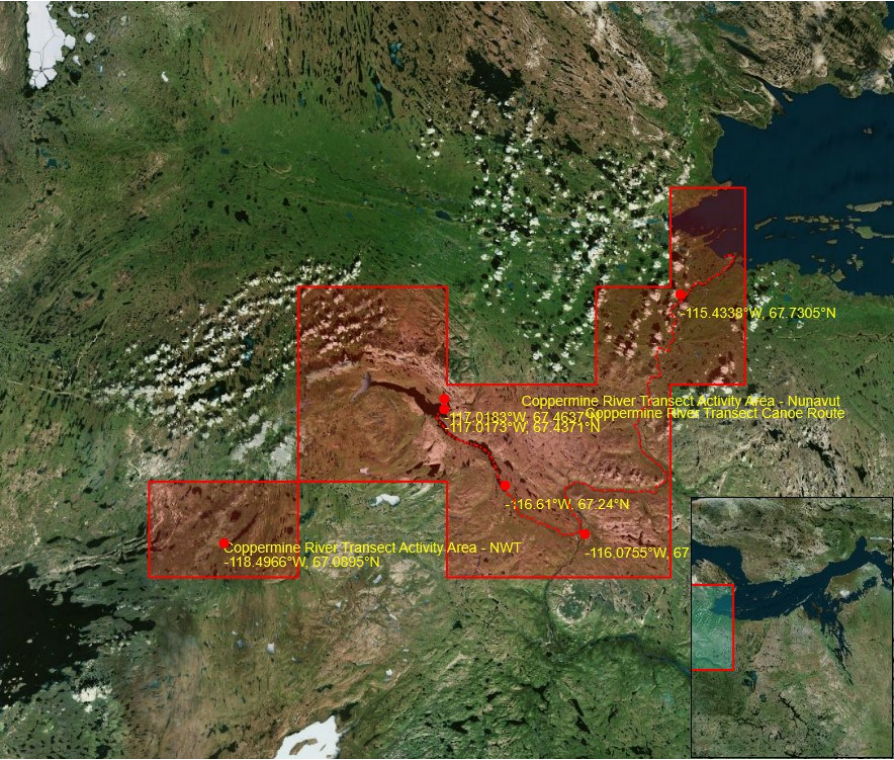 -115.4338°W, 67.7305°N
Coppermine River Transect Activity Area - Nunavut
-117.0183°W, 67.4637°N
Coppermine River Transect Canoe Route
-117.0173°W, 67.4371°N
-116.61°W, 67.24°N
Coppermine River Transect Activity Area - NWT
-116.0755°W, 67
-118.4966°W, 67.0895°N